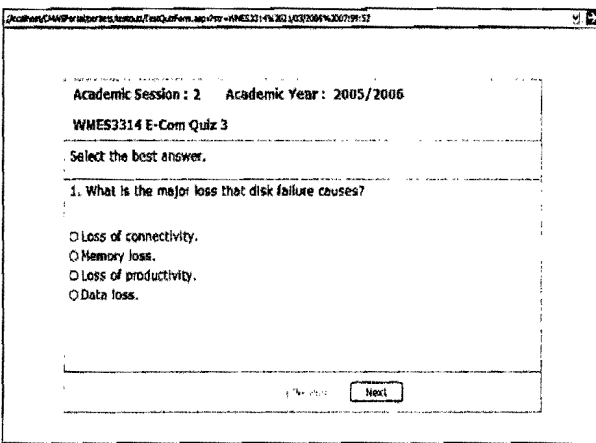 Academic Session : 2 Academic Year : 2005/2006
WMES3314 E-Com Quiz 3
Select the best answer.
1. What is the major loss that disk failure causes?
Loss of connectivity.
Memory loss.
Loss of productivity.
Data loss.
Next